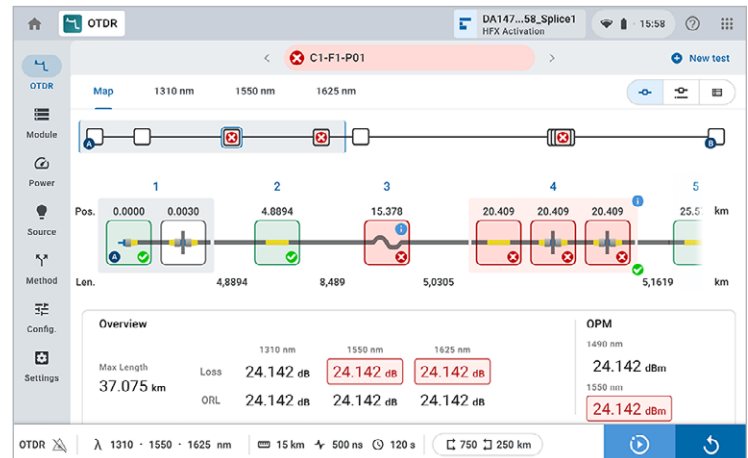 OTDR
DA147...58_Splice1
HFX Activation
15:58
C1-F1-P01
New test
OTDR
Module
Power
Source
Method
Config.
Settings
Map 1310 nm 1550 nm 1625 nm
A B
1 2 3 4 5
Pos. 0.0000 0.0030 4.8894 15.378 20.409 20.409 20.409 25.5 km
A
Len. 4,8894 8,489 5,0305 5,1619 km
Overview
1310 nm 1550 nm 1625 nm
Max Length
37.075 km
Loss 24.142 dB 24.142 dB 24.142 dB
ORL 24.142 dB 24.142 dB 24.142 dB
OPM
1490 nm
24.142 dBm
1550 nm
24.142 dBm
OTDR λ 1310 · 1550 · 1625 nm 15 km 500 ns 120 s 750 250 km